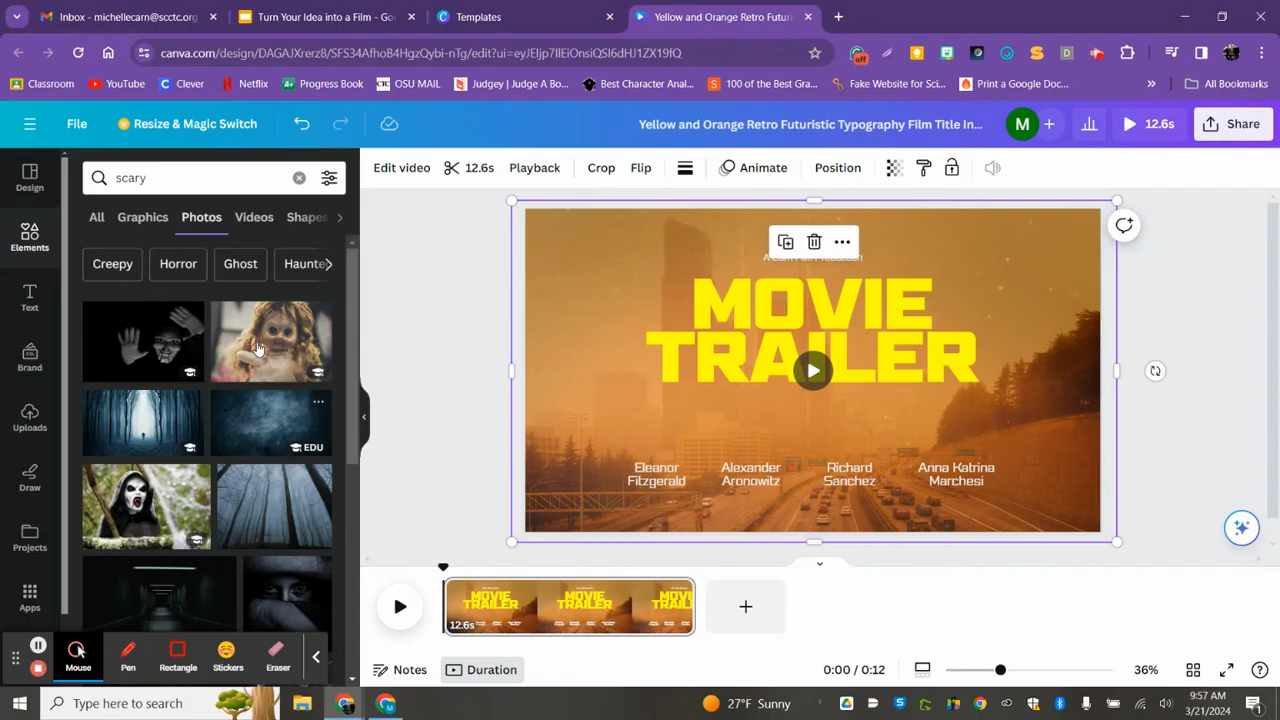 Inbox - michellecarn@scctc.org
Turn Your Idea into a Film - Go
Templates
Yellow and Orange Retro Futuristi
canva.com/design/DAGAJXrerz8/SFS34AfhoB4HgzQybi-nTg/edit?ui=eyJEIjp7IlEiOnsiQSI6dHJ1ZX19fQ
off
Classroom
YouTube
Clever
Netflix
Progress Book
OSU MAIL
Judgey | Judge A Bo...
Best Character Anal...
100 of the Best Gra...
Fake Website for Sci...
Print a Google Doc...
All Bookmarks
File
Resize & Magic Switch
Yellow and Orange Retro Futuristic Typography Film Title In...
M
12.6s
Share
Design
Elements
Text
Brand
Uploads
Draw
Projects
Apps
scary
All
Graphics
Photos
Videos
Shapes
Creepy
Horror
Ghost
Haunte
EDU
Edit video
12.6s
Playback
Crop
Flip
Animate
Position
MOVIE
TRAILER
Eleanor
Fitzgerald
Alexander
Aronowitz
Richard
Sanchez
Anna Katrina
Marchesi
12.6s
Notes
Duration
0:00 / 0:12
36%
Mouse
Pen
Rectangle
Stickers
Eraser
Type here to search
27°F Sunny
9:57 AM
3/21/2024